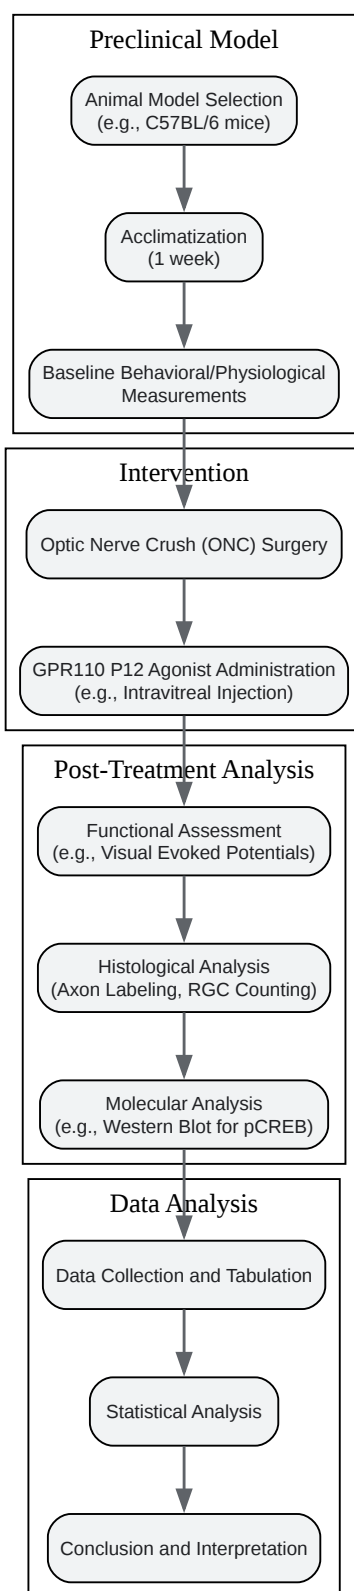 Preclinical Model
Animal Model Selection
(e.g., C57BL/6 mice)
Acclimatization
(1 week)
Baseline Behavioral/Physiological
Measurements
Intervention
Optic Nerve Crush (ONC) Surgery
GPR110 P12 Agonist Administration
(e.g., Intravitreal Injection)
Post-Treatment Analysis
Functional Assessment
(e.g., Visual Evoked Potentials)
Histological Analysis
(Axon Labeling, RGC Counting)
Molecular Analysis
(e.g., Western Blot for pCREB)
Data Analysis
Data Collection and Tabulation
Statistical Analysis
Conclusion and Interpretation